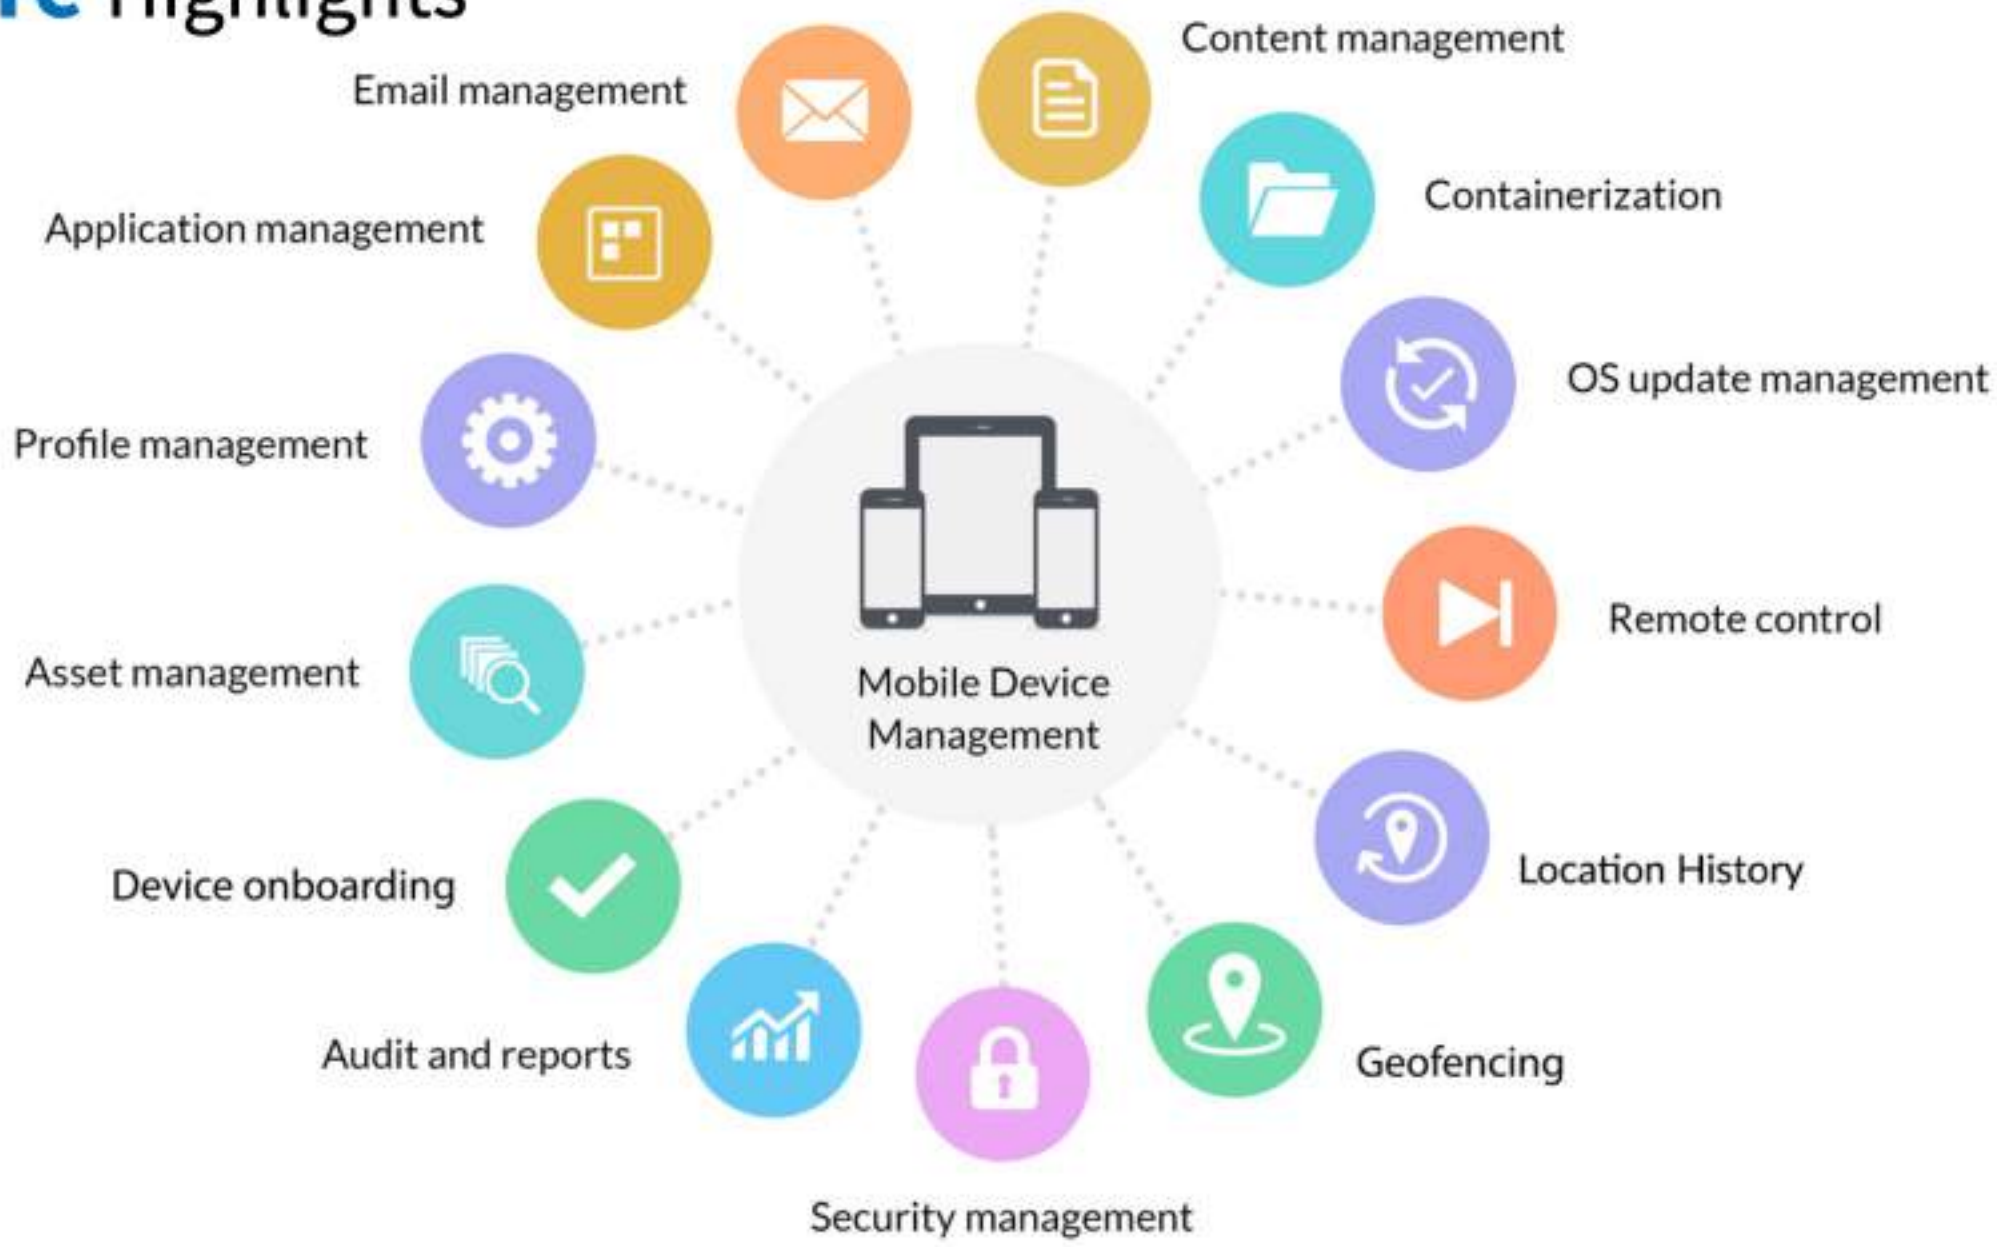 Highlights
Content management
Email management
Containerization
Application management
OS update management
Profile management
Remote control
Asset management
Mobile Device
Management
Location History
Device onboarding
Audit and reports
Geofencing
Security management